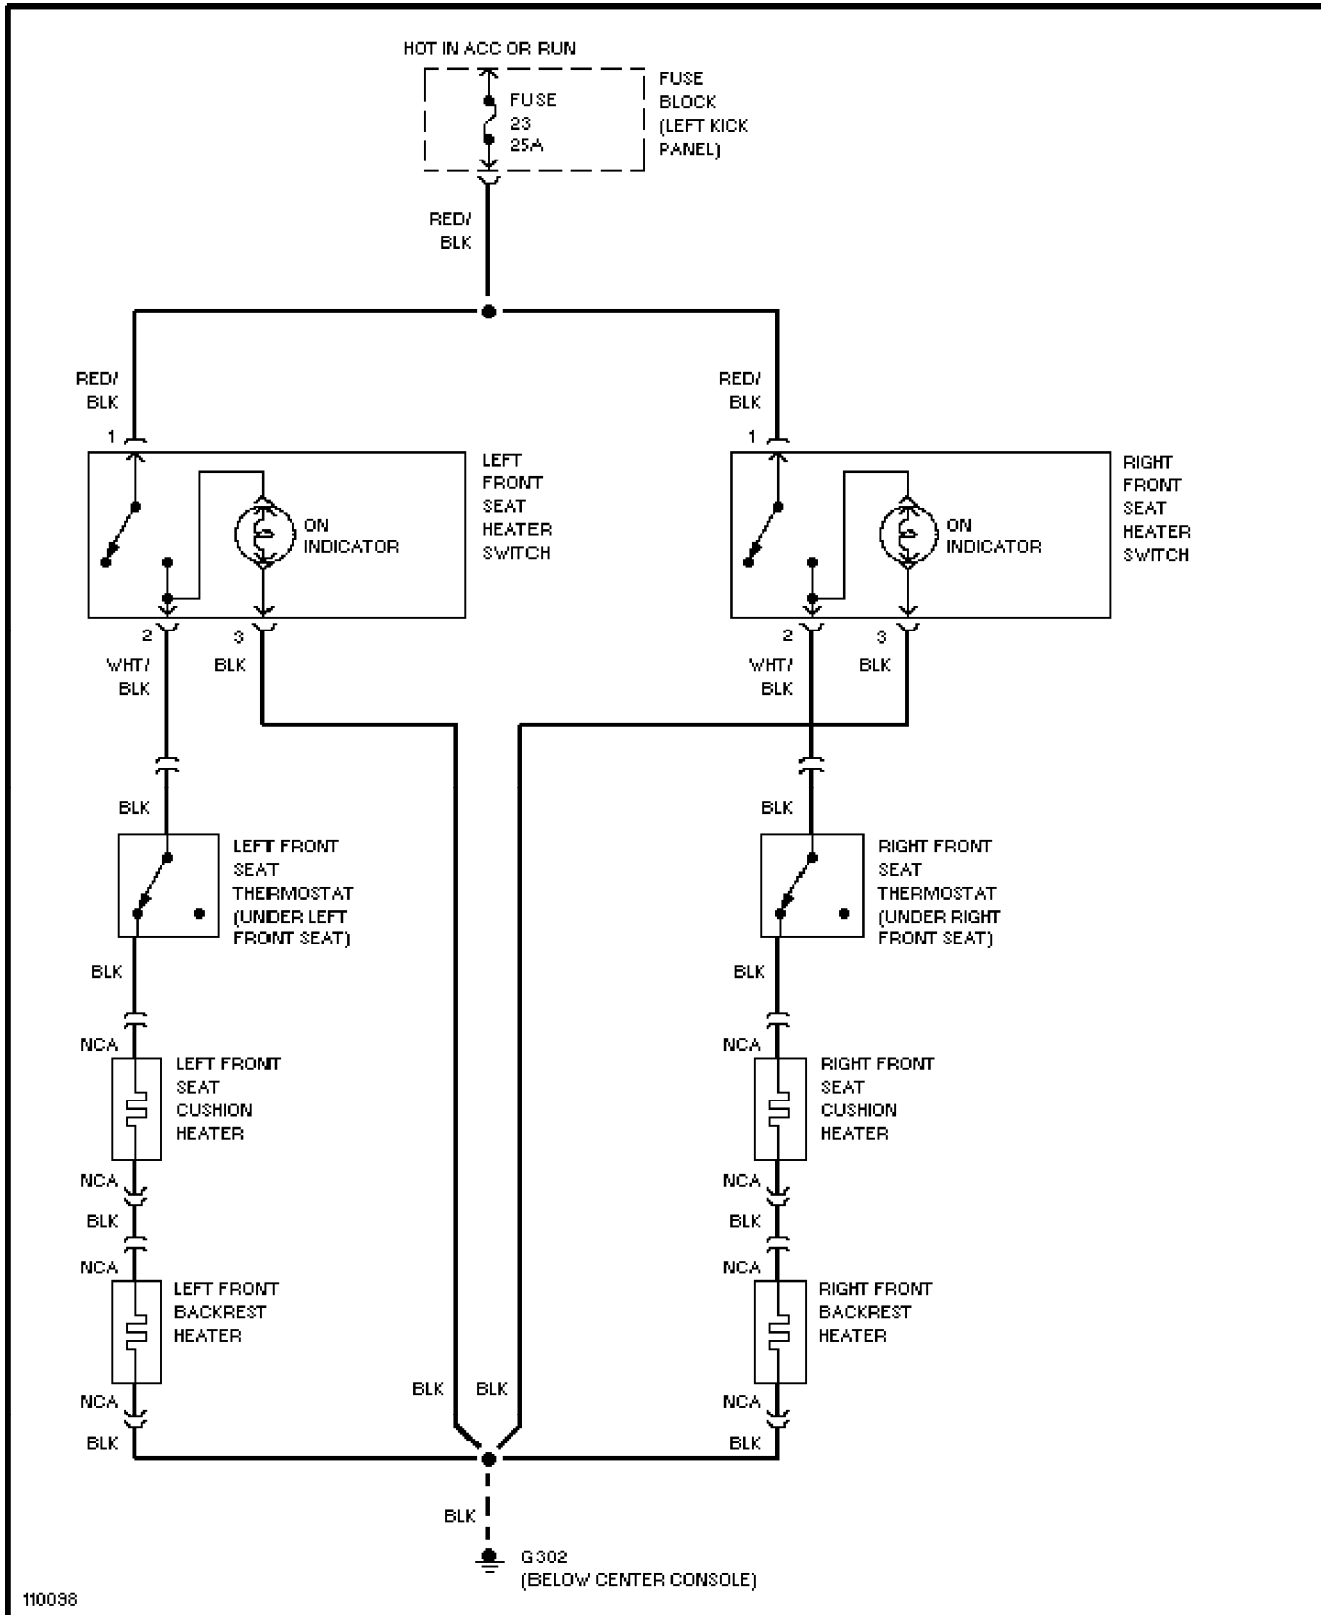 HOT IN ACC OR RUN
FUSE
23
25A
FUSE
BLOCK
(LEFT KICK
PANEL)
RED/
BLK
RED/
BLK
RED/
BLK
1
1
LEFT
FRONT
SEAT
HEATER
SWITCH
ON
INDICATOR
RIGHT
FRONT
SEAT
HEATER
SWITCH
ON
INDICATOR
2
3
2
3
WHT/
BLK
BLK
WHT/
BLK
BLK
BLK
BLK
LEFT FRONT
SEAT
THERMOSTAT
(UNDER LEFT
FRONT SEAT)
RIGHT FRONT
SEAT
THERMOSTAT
(UNDER RIGHT
FRONT SEAT)
BLK
BLK
NCA
NCA
LEFT FRONT
SEAT
CUSHION
HEATER
RIGHT FRONT
SEAT
CUSHION
HEATER
NCA
NCA
BLK
BLK
NCA
NCA
LEFT FRONT
BACKREST
HEATER
RIGHT FRONT
BACKREST
HEATER
BLK
BLK
NCA
NCA
BLK
BLK
BLK
G302
(BELOW CENTER CONSOLE)
110098